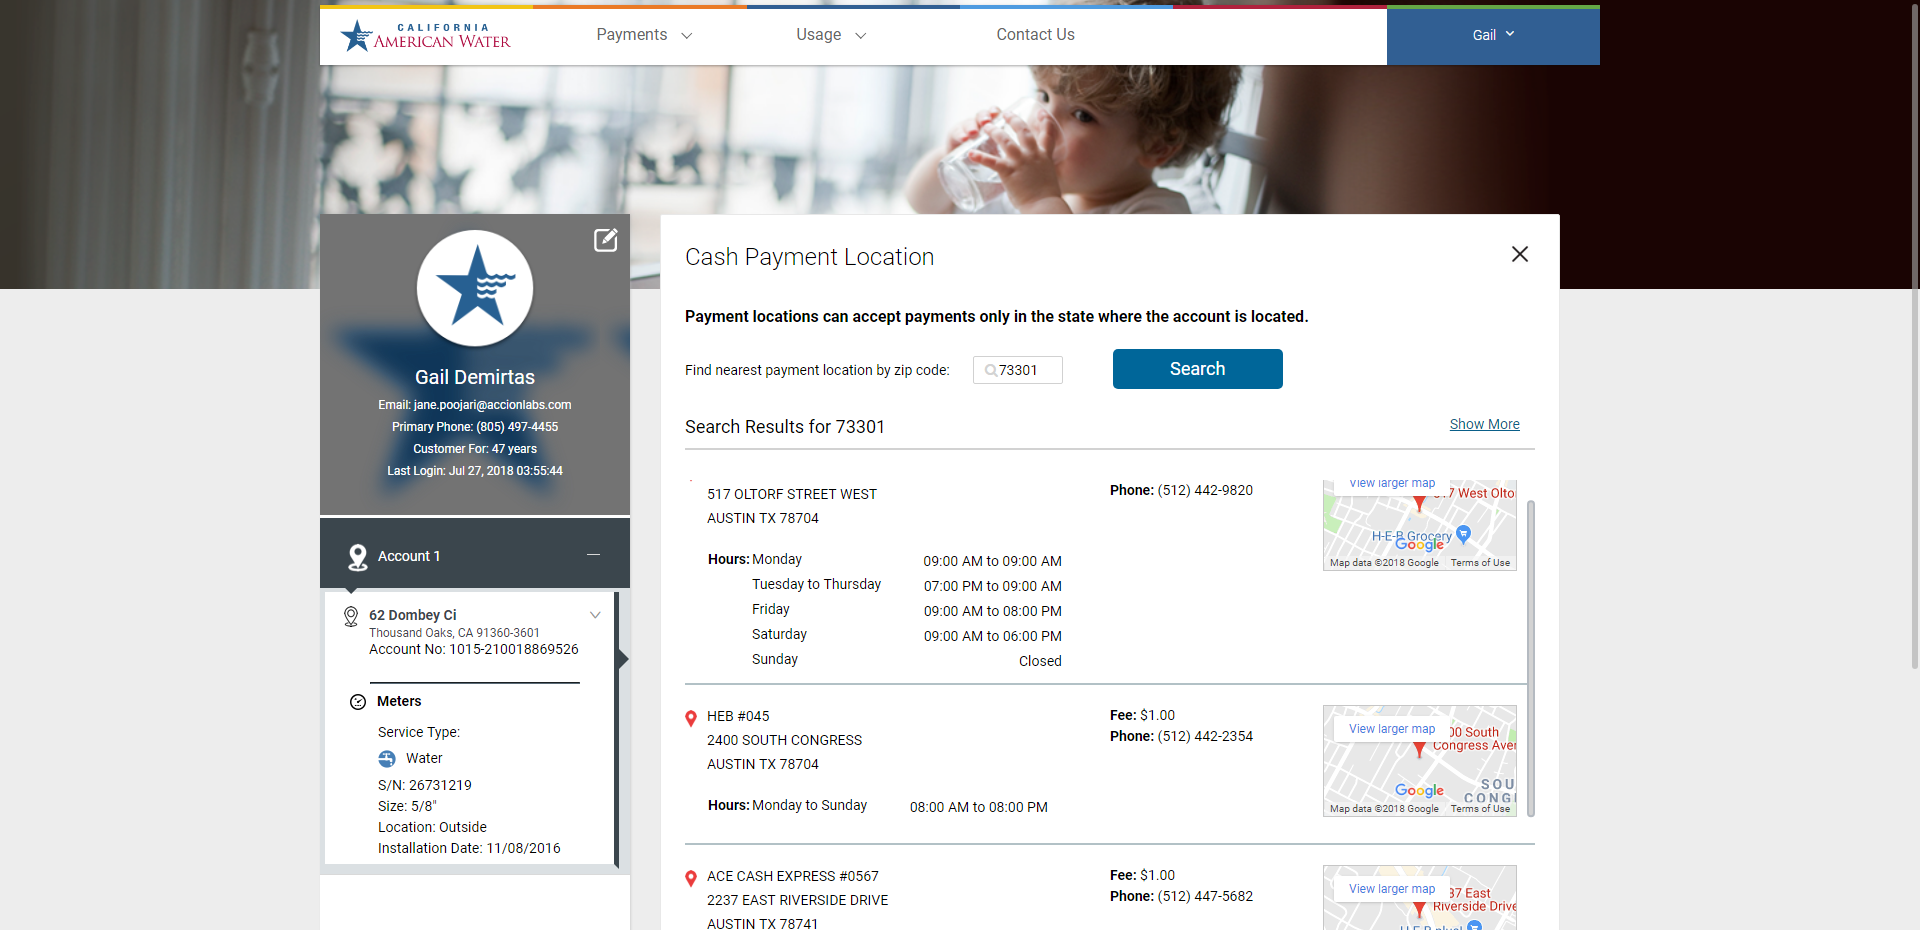 CALIFORNIA
AMERICAN WATER
Payments
Usage
Contact Us
Gail
Gail Demirtas
Email: jane.poojari@accionlabs.com
Primary Phone: (805) 497-4455
Customer For: 47 years
Last Login: Jul 27, 2018 03:55:44
Account 1
62 Dombey Ci
Thousand Oaks, CA 91360-3601
Account No: 1015-210018869526
Meters
Service Type:
Water
S/N: 26731219
Size: 5/8"
Location: Outside
Installation Date: 11/08/2016
Cash Payment Location
Payment locations can accept payments only in the state where the account is located.
Find nearest payment location by zip code: 73301 Search
Search Results for 73301
Show More
517 OLTORF STREET WEST
AUSTIN TX 78704
Hours: Monday 09:00 AM to 09:00 AM
Tuesday to Thursday 07:00 PM to 09:00 AM
Friday 09:00 AM to 08:00 PM
Saturday 09:00 AM to 06:00 PM
Sunday Closed
Phone: (512) 442-9820
View larger map
7 West Olto
H-E-B Grocery
Google
Map data ©2018 Google Terms of Use
HEB #045
2400 SOUTH CONGRESS
AUSTIN TX 78704
Hours: Monday to Sunday 08:00 AM to 08:00 PM
Fee: $1.00
Phone: (512) 442-2354
View larger map
00 South
Congress Aver
SOU
CONG
Google
Map data ©2018 Google Terms of Use
ACE CASH EXPRESS #0567
2237 EAST RIVERSIDE DRIVE
AUSTIN TX 78741
Fee: $1.00
Phone: (512) 447-5682
View larger map
37 East
Riverside Drive